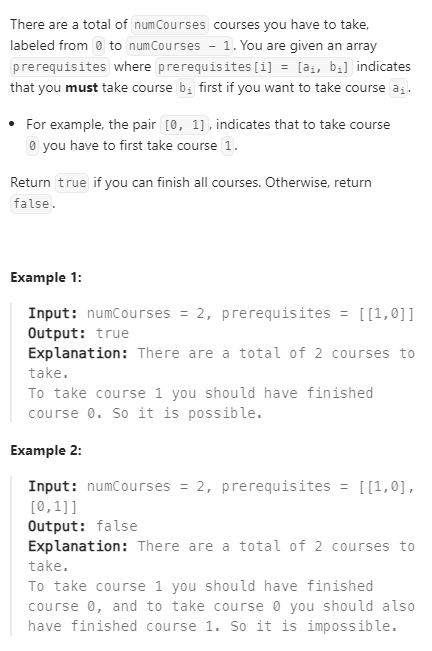 There are a total of numCourses courses you have to take,
labeled from 0 to numCourses - 1. You are given an array
prerequisites where prerequisites[i] = [aᵢ, bᵢ] indicates
that you must take course bᵢ first if you want to take course aᵢ.
• For example, the pair [0, 1], indicates that to take course
0 you have to first take course 1.
Return true if you can finish all courses. Otherwise, return
false.
Example 1:
Input: numCourses = 2, prerequisites = [[1,0]]
Output: true
Explanation: There are a total of 2 courses to
take.
To take course 1 you should have finished
course 0. So it is possible.
Example 2:
Input: numCourses = 2, prerequisites = [[1,0],
[0,1]]
Output: false
Explanation: There are a total of 2 courses to
take.
To take course 1 you should have finished
course 0, and to take course 0 you should also
have finished course 1. So it is impossible.